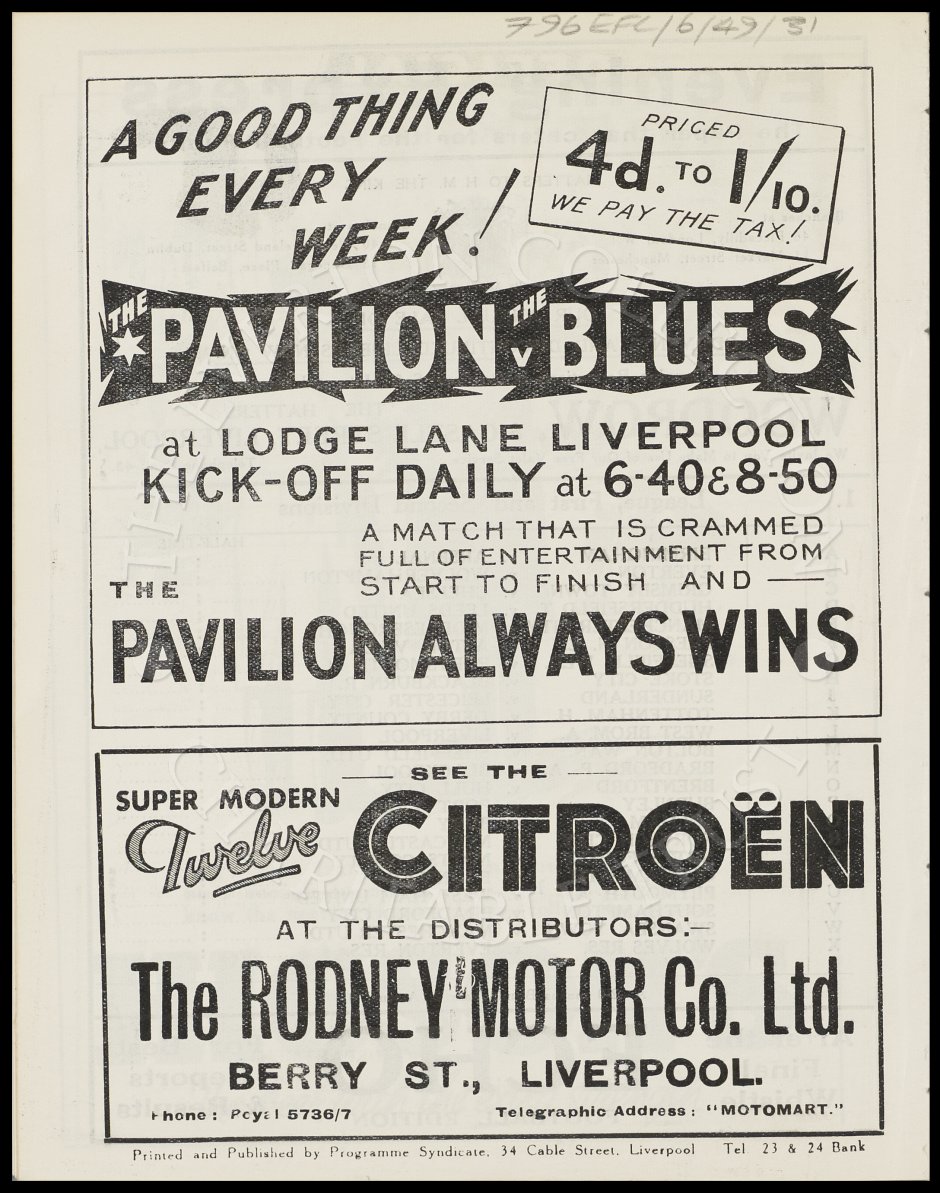 796EFC/6/49/31
A GOOD THING
EVERY
WEEK!
PRICED
4d. TO 1/10.
WE PAY THE TAX!
THE PAVILION v THE BLUES
at LODGE LANE LIVERPOOL
KICK-OFF DAILY at 6-40 & 8-50
A MATCH THAT IS CRAMMED
FULL OF ENTERTAINMENT FROM
START TO FINISH AND —
THE
PAVILION ALWAYS WINS
— SEE THE —
SUPER MODERN
Twelve CITROËN
AT THE DISTRIBUTORS:–
The RODNEY MOTOR Co. Ltd.
BERRY ST., LIVERPOOL.
Phone: Royal 5736/7 Telegraphic Address: "MOTOMART."
Printed and Published by Programme Syndicate, 34 Cable Street, Liverpool Tel 23 & 24 Bank